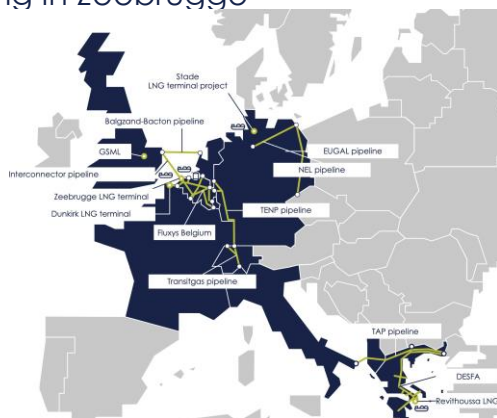 ng in Zeebrugge
Stade
LNG terminal project
Balgzand-Bacton pipeline
GSML
EUGAL pipeline
Interconnector pipeline
NEL pipeline
Zeebrugge LNG terminal
Dunkirk LNG terminal
TENP pipeline
Fluxys Belgium
Transitgas pipeline
TAP pipeline
DESFA
Revithoussa LNG